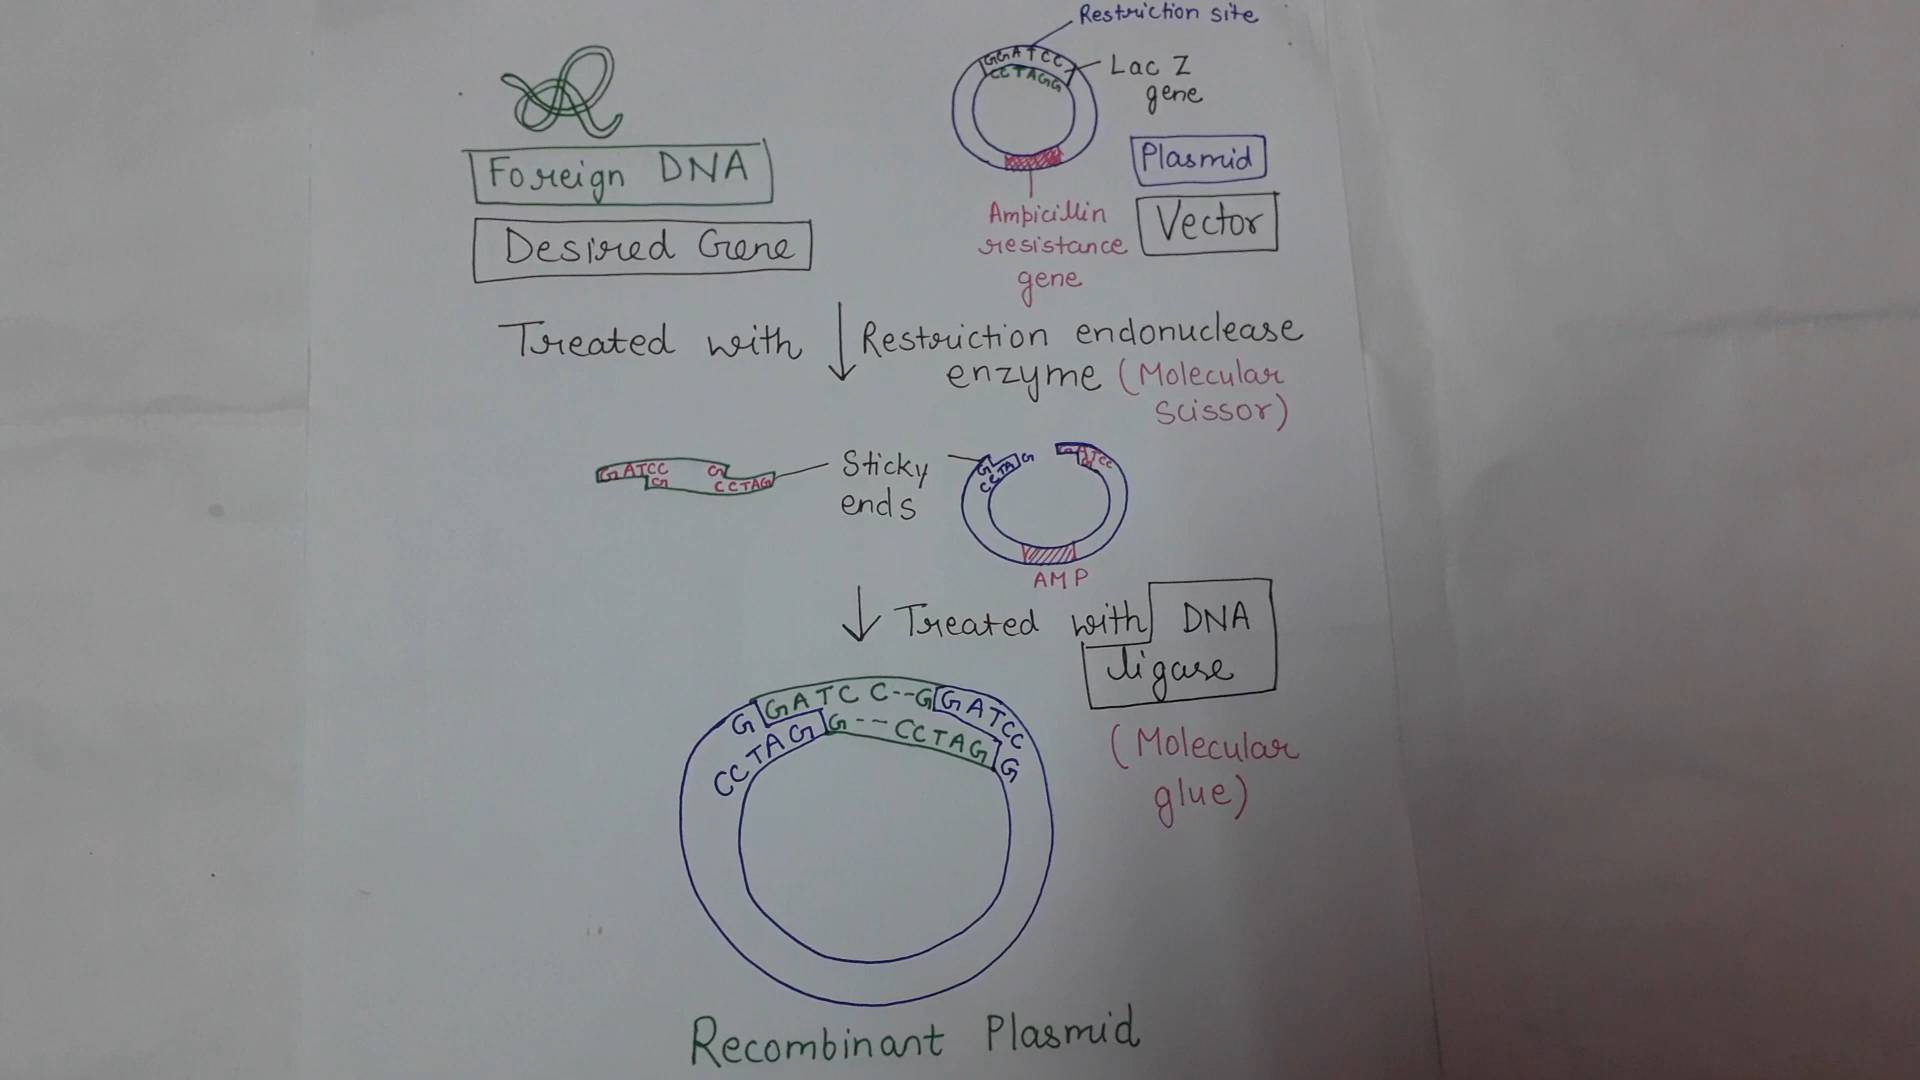 Restriction site
GGATCC
CCTAGG
Lac Z
gene
Foreign DNA
Plasmid
Desired Gene
Vector
Ampicillin
resistance
gene
Treated with
Restriction endonuclease
enzyme (Molecular
scissor)
GATCC G
G CCTAG
Sticky
ends
G
CCTAG
GATCC
AMP
Treated with DNA
ligase
(Molecular
glue)
G GATCC--G GATCC
CCTAG G---CCTAG G
Recombinant Plasmid